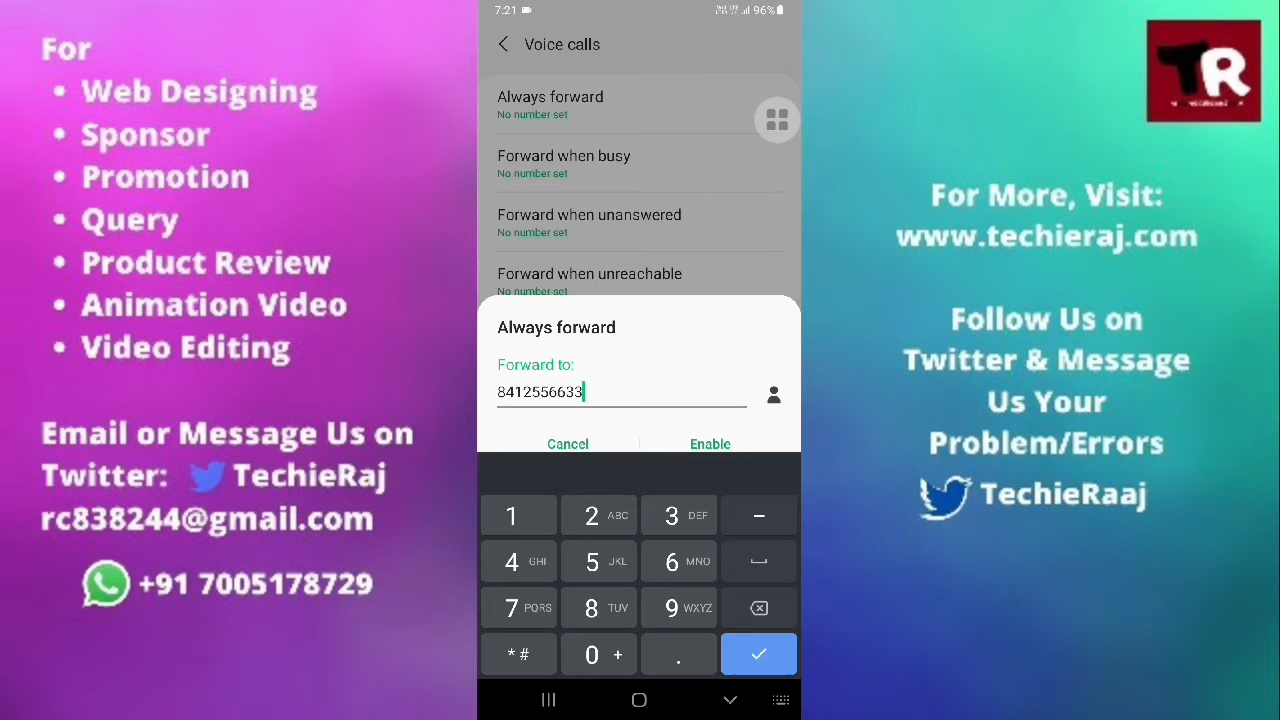 For
• Web Designing
• Sponsor
• Promotion
• Query
• Product Review
• Animation Video
• Video Editing
Email or Message Us on
Twitter: TechieRaj
rc838244@gmail.com
+91 7005178729
7:21
96%
Voice calls
Always forward
No number set
Forward when busy
No number set
Forward when unanswered
No number set
Forward when unreachable
No number set
Always forward
Forward to:
8412556633
Cancel Enable
1 2 ABC 3 DEF -
4 GHI 5 JKL 6 MNO
7 PQRS 8 TUV 9 WXYZ
*# 0 + .
TR
For More, Visit:
www.techieraj.com
Follow Us on
Twitter & Message
Us Your
Problem/Errors
TechieRaaj